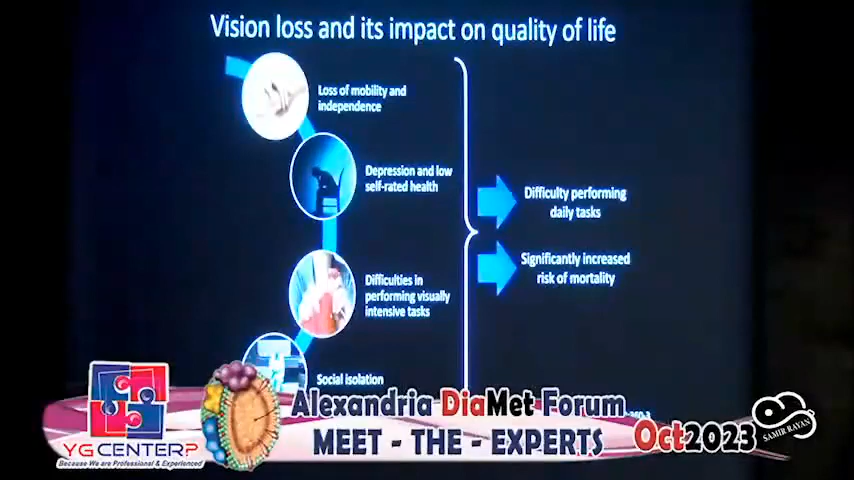 Vision loss and its impact on quality of life
Loss of mobility and
independence
Depression and low
self-rated health
Difficulties in
performing visually
intensive tasks
Social isolation
Difficulty performing
daily tasks
Significantly increased
risk of mortality
YGCENTERP
Because We are Professional & Experienced
Alexandria DiaMet Forum
MEET - THE - EXPERTS
Oct2023
SAMIR RAYAN